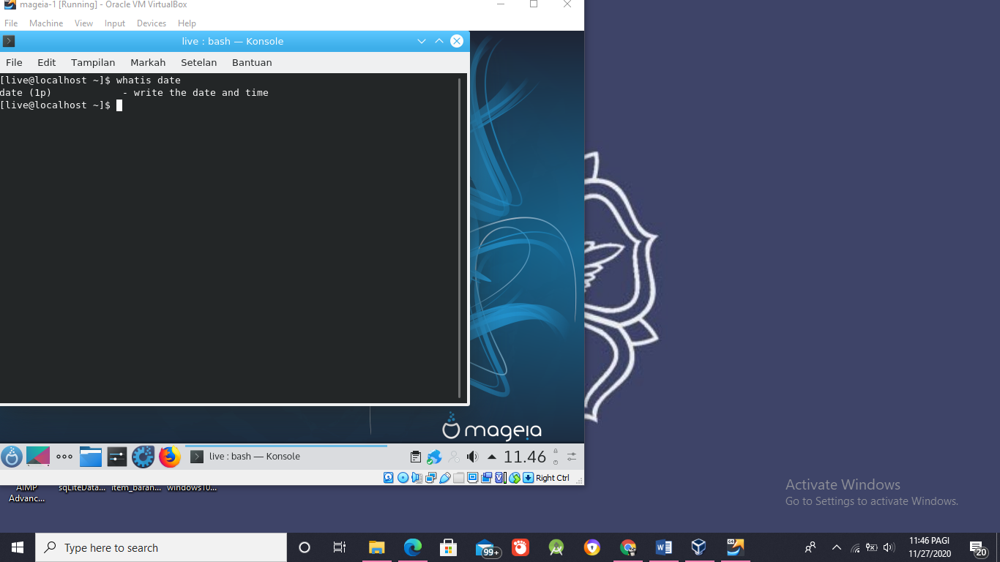 mageia-1 [Running] - Oracle VM VirtualBox
File Machine View Input Devices Help
live : bash — Konsole
File Edit Tampilan Markah Setelan Bantuan
[live@localhost ~]$ whatis date
date (1p) - write the date and time
[live@localhost ~]$
mageia
live : bash — Konsole
11.46
Right Ctrl
AIMP
Advanc...
sqLiteData...
item_baran...
windows10...
Activate Windows
Go to Settings to activate Windows.
Type here to search
99+
64
11:46 PAGI
11/27/2020
20